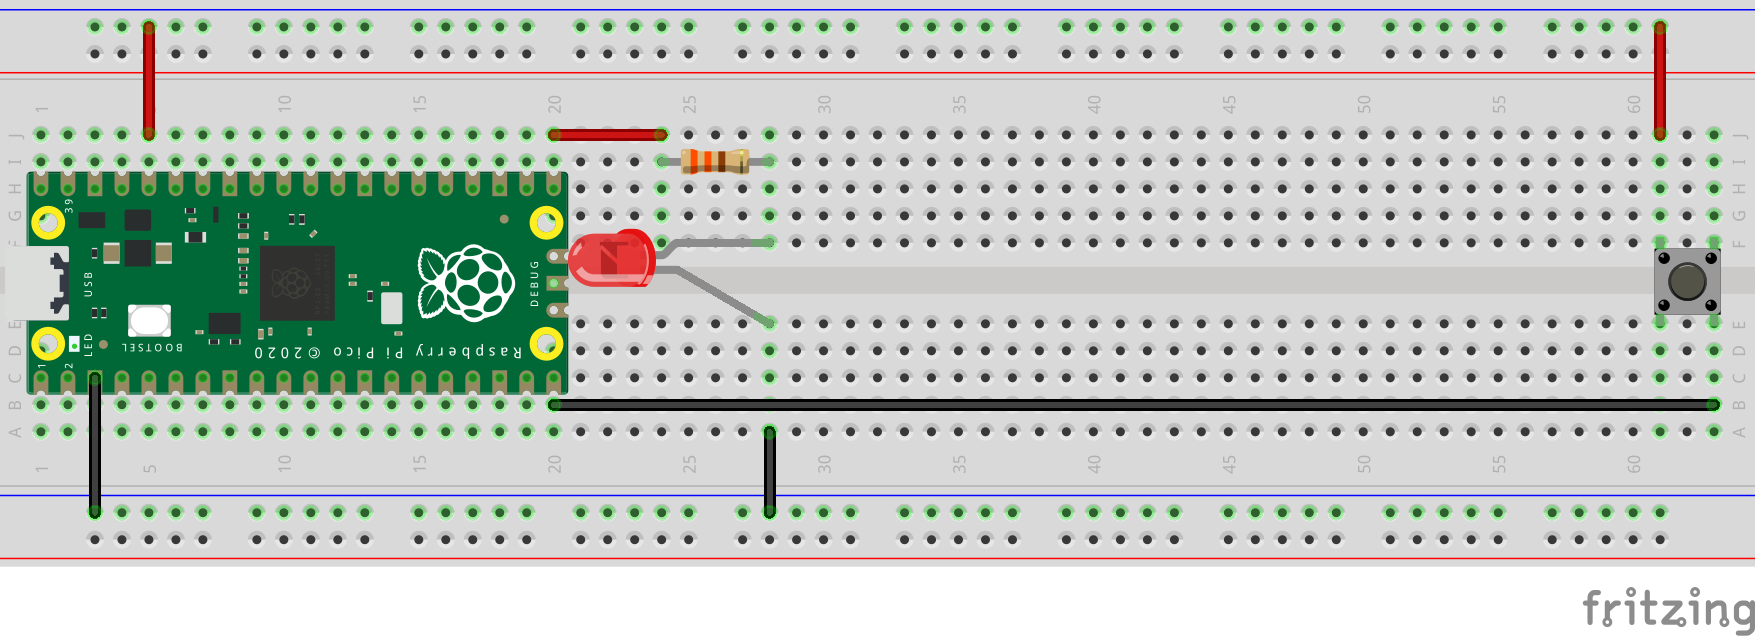 1 5 10 15 20 25 30 35 40 45 50 55 60
J J
I I
H H
G G
F F
E E
D D
C C
B B
A A
39
USB
DEBUG
LED
BOOTSEL
1
2
Raspberry Pi Pico © 2020
1 5 10 15 20 25 30 35 40 45 50 55 60
fritzing